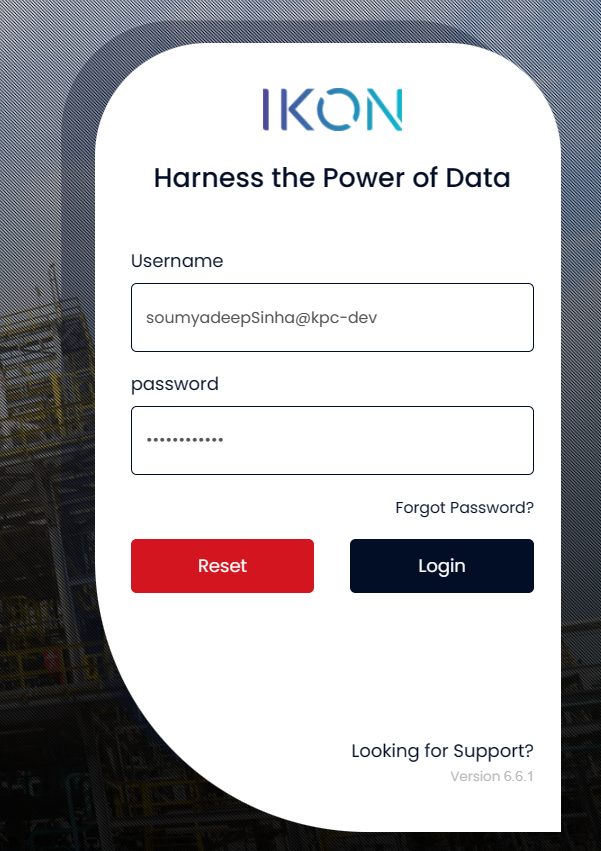 IKON
Harness the Power of Data
Username
soumyadeepSinha@kpc-dev
password
••••••••••••
Forgot Password?
Reset Login
Looking for Support?
Version 6.6.1